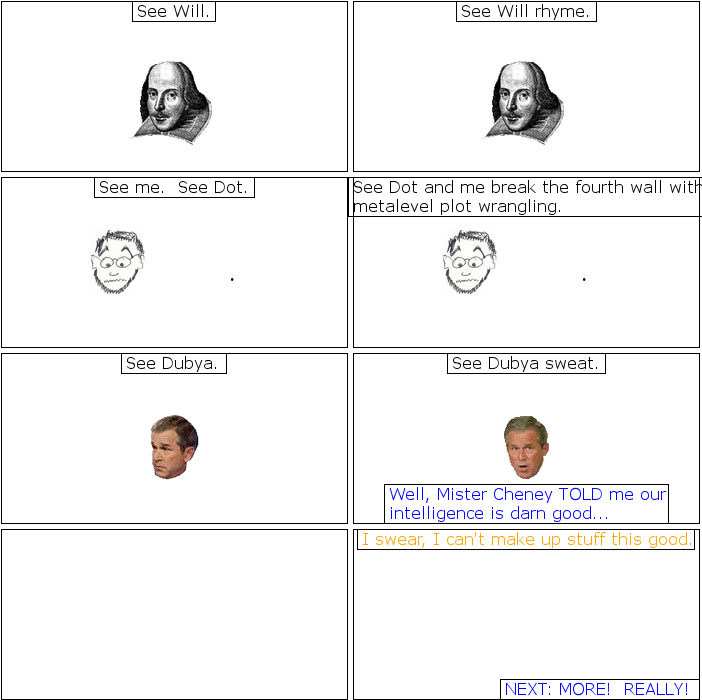 See Will.
See Will rhyme.
See me.  See Dot.
See Dot and me break the fourth wall with
metalevel plot wrangling.
See Dubya.
See Dubya sweat.
Well, Mister Cheney TOLD me our
intelligence is darn good...
I swear, I can't make up stuff this good.
NEXT: MORE!  REALLY!